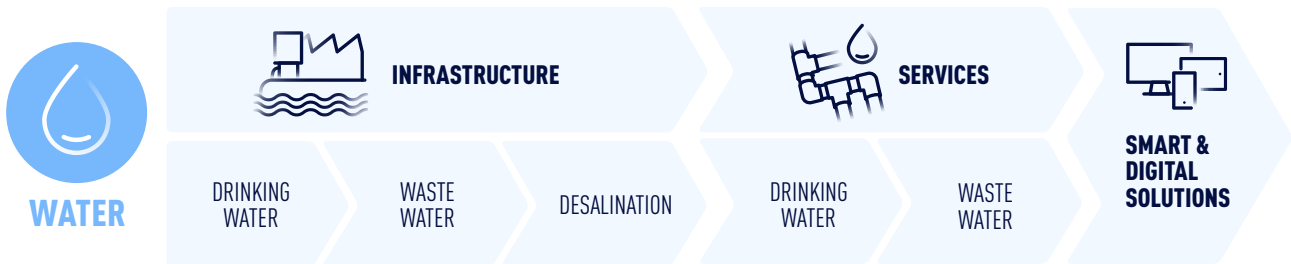 WATER
INFRASTRUCTURE
DRINKING
WATER
WASTE
WATER
DESALINATION
SERVICES
DRINKING
WATER
WASTE
WATER
SMART &
DIGITAL
SOLUTIONS